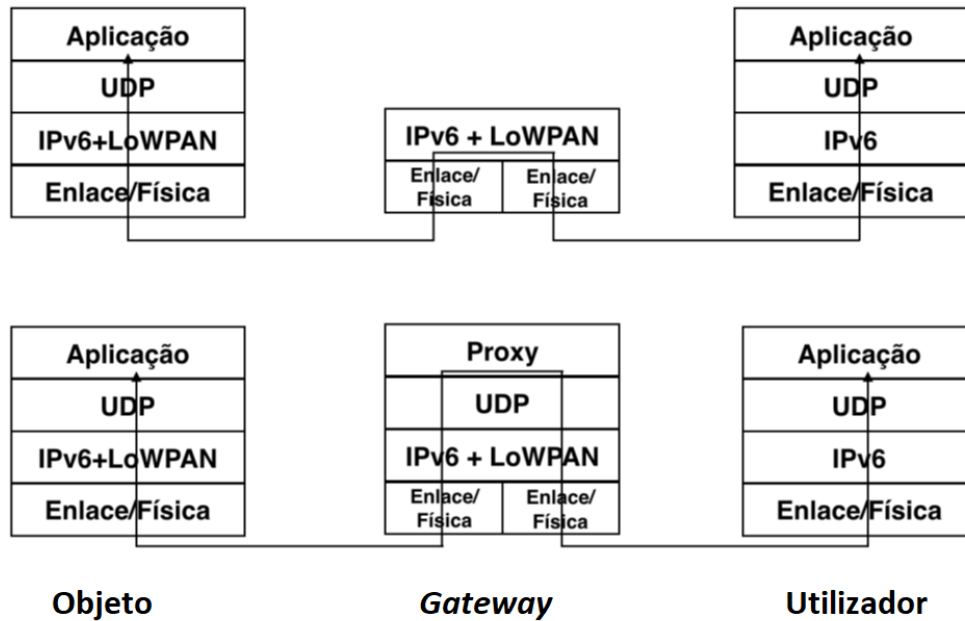 Aplicação
UDP
IPv6+LoWPAN
Enlace/Física
IPv6 + LoWPAN
Enlace/
Física
Enlace/
Física
Aplicação
UDP
IPv6
Enlace/Física
Aplicação
UDP
IPv6+LoWPAN
Enlace/Física
Proxy
UDP
IPv6 + LoWPAN
Enlace/
Física
Enlace/
Física
Aplicação
UDP
IPv6
Enlace/Física
Objeto
Gateway
Utilizador